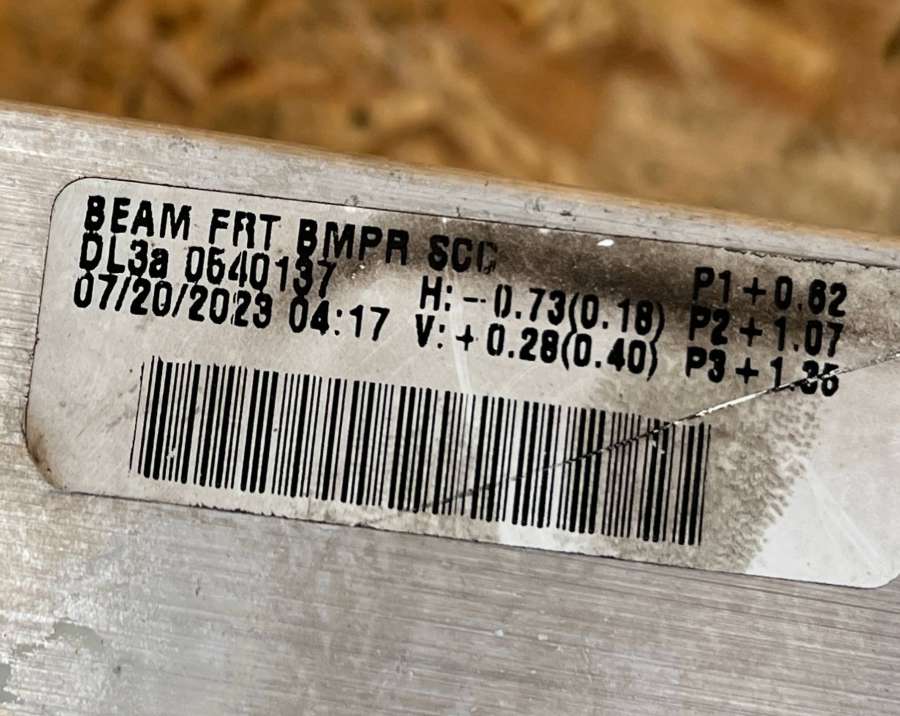 BEAM FRT BMPR SCC
DL3a 0640137
07/20/2023 04:17
H: -0.73(0.18)
V: +0.28(0.40)
P1 +0.62
P2 +1.07
P3 +1.35